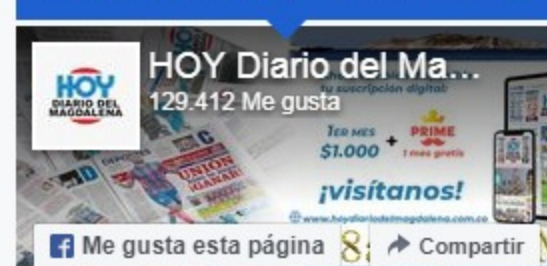 HOY
DIARIO DEL
MAGDALENA
HOY Diario del Ma...
129.412 Me gusta
tu suscripción digital:
1ER MES
$1.000
+
PRIME
1 mes gratis
UNION
¡GANAR!
¡visítanos!
www.hoydiariodelmagdalena.com.co
Me gusta esta página
Compartir